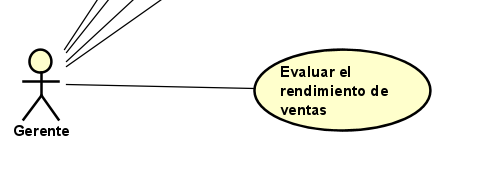 Evaluar el
rendimiento de
ventas
Gerente